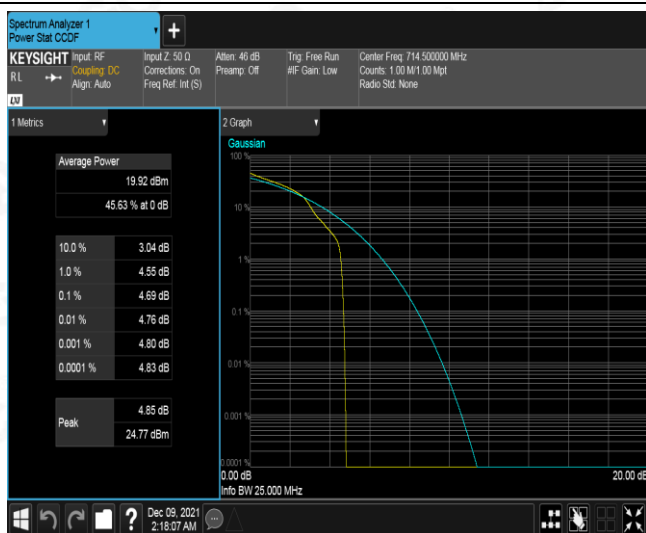 Spectrum Analyzer 1
Power Stat CCDF
KEYSIGHT
RL
LXI
Input: RF
Coupling: DC
Align: Auto
Input Z: 50 Ω
Corrections: On
Freq Ref: Int (S)
Atten: 46 dB
Preamp: Off
Trig: Free Run
#IF Gain: Low
Center Freq: 714.500000 MHz
Counts: 1.00 M/1.00 Mpt
Radio Std: None
1 Metrics
Average Power
19.92 dBm
45.63 % at 0 dB
10.0 % 3.04 dB
1.0 % 4.55 dB
0.1 % 4.69 dB
0.01 % 4.76 dB
0.001 % 4.80 dB
0.0001 % 4.83 dB
Peak
4.85 dB
24.77 dBm
2 Graph
Gaussian
100 %
10 %
1 %
0.1 %
0.01 %
0.001 %
0.0001 %
0.00 dB 20.00 dB
Info BW 25.000 MHz
?
Dec 09, 2021
2:18:07 AM